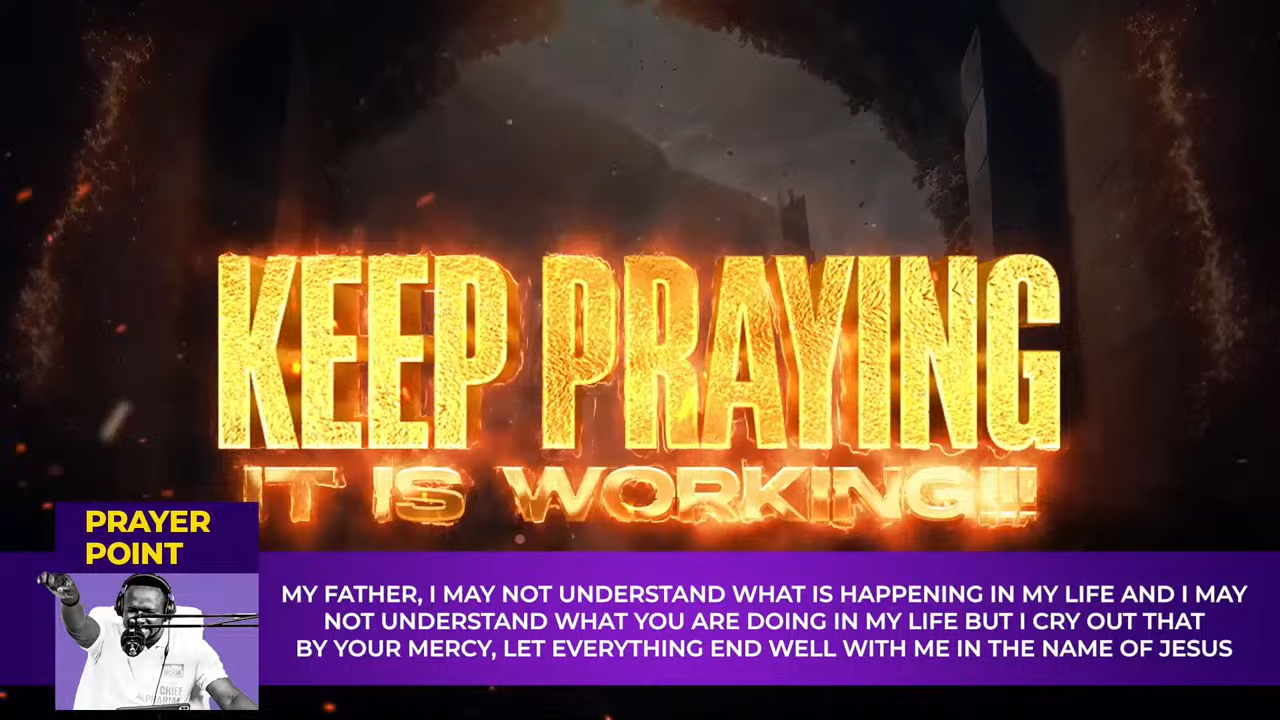 KEEP PRAYING
IT IS WORKING!!!
PRAYER
POINT
MY FATHER, I MAY NOT UNDERSTAND WHAT IS HAPPENING IN MY LIFE AND I MAY
NOT UNDERSTAND WHAT YOU ARE DOING IN MY LIFE BUT I CRY OUT THAT
BY YOUR MERCY, LET EVERYTHING END WELL WITH ME IN THE NAME OF JESUS
CHIEF